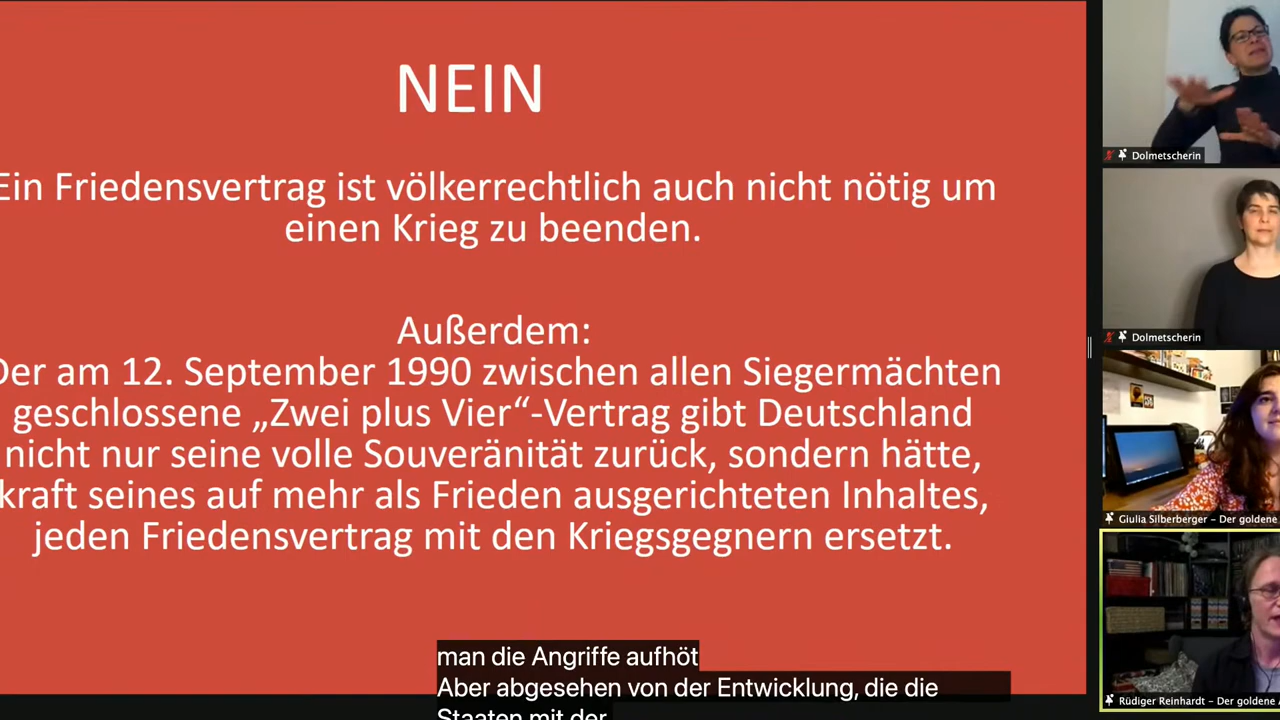 NEIN
Ein Friedensvertrag ist völkerrechtlich auch nicht nötig um
einen Krieg zu beenden.
Außerdem:
Der am 12. September 1990 zwischen allen Siegermächten
geschlossene „Zwei plus Vier“-Vertrag gibt Deutschland
nicht nur seine volle Souveränität zurück, sondern hätte,
kraft seines auf mehr als Frieden ausgerichteten Inhaltes,
jeden Friedensvertrag mit den Kriegsgegnern ersetzt.
man die Angriffe aufhöt
Aber abgesehen von der Entwicklung, die die
Staaten mit der
Dolmetscherin
Dolmetscherin
Giulia Silberberger – Der goldene
Rüdiger Reinhardt - Der goldene